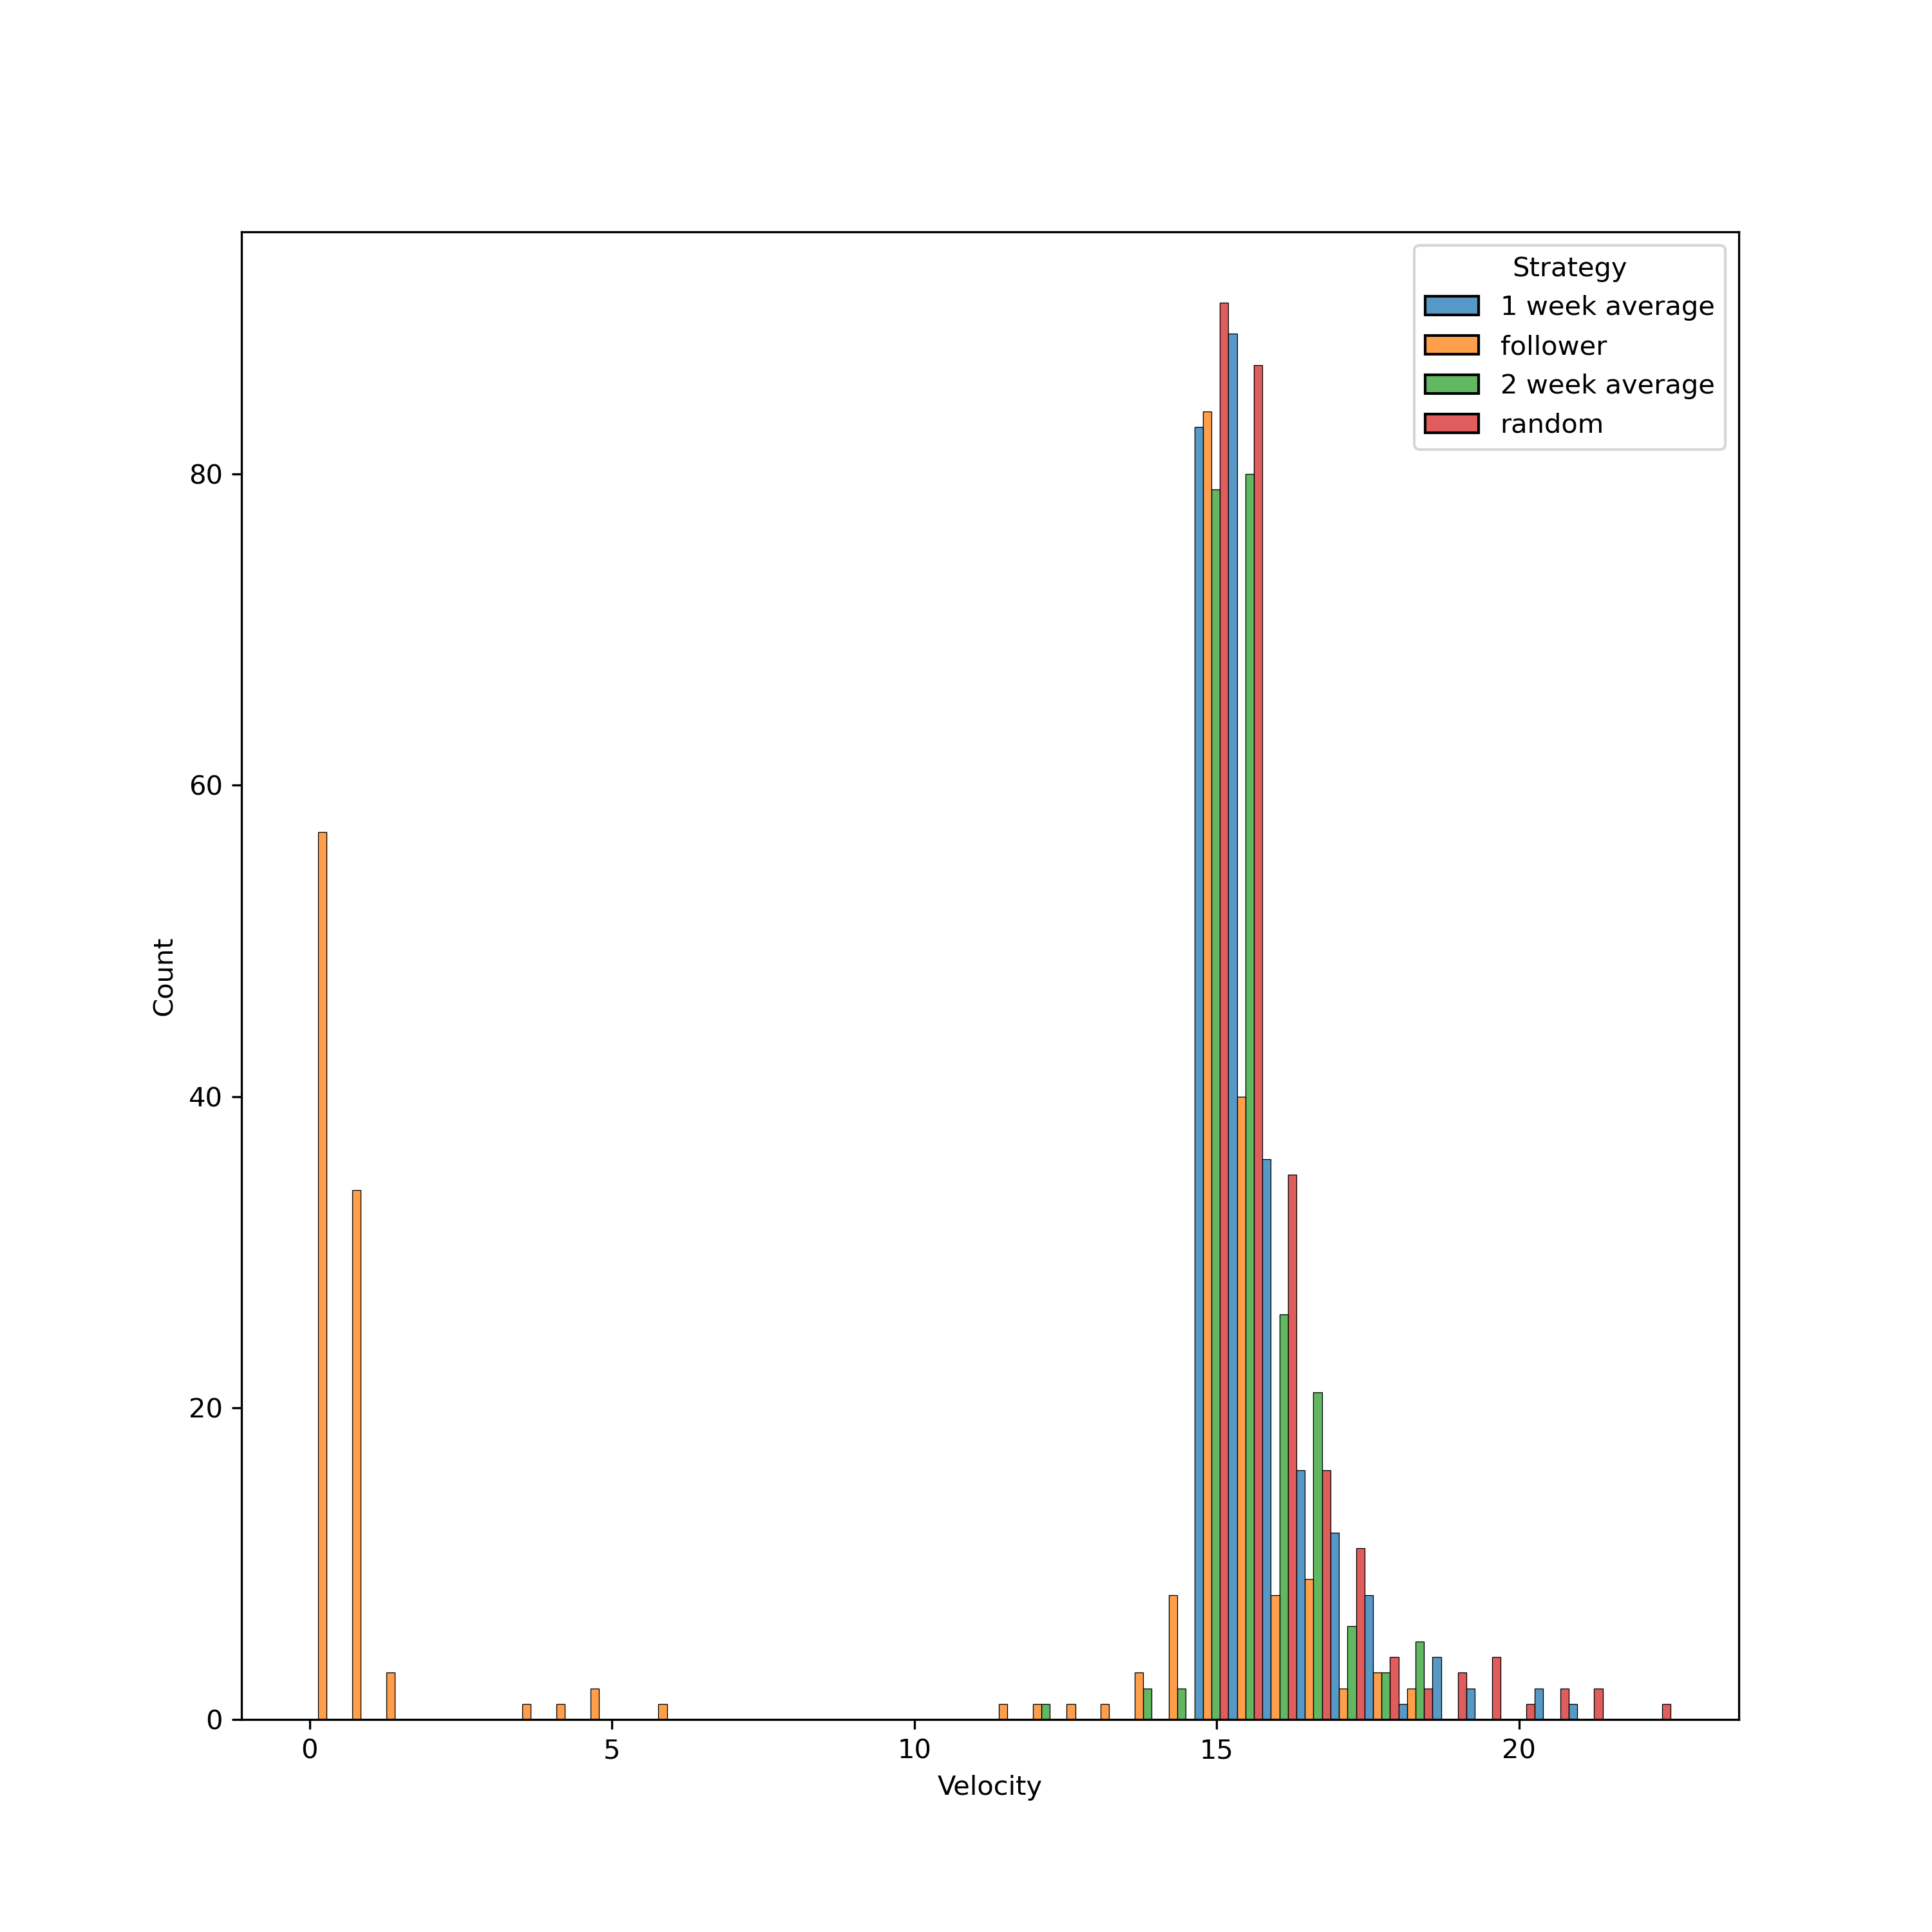 Strategy
1 week average
follower
2 week average
random
80
60
40
20
0
Count
0 5 10 15 20
Velocity